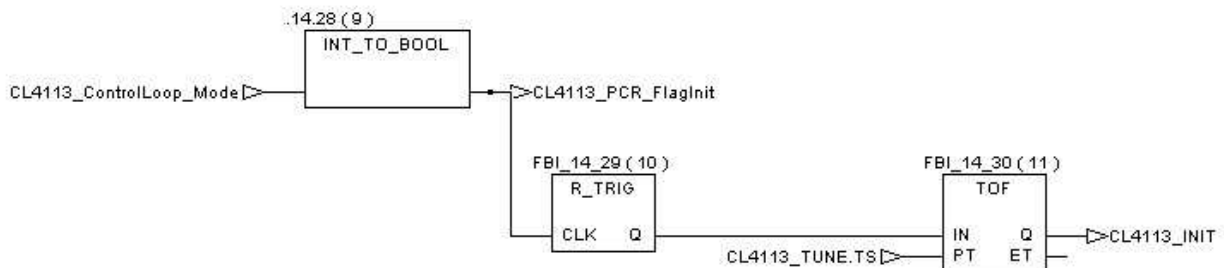 .14.28 ( 9 )
INT_TO_BOOL
CL4113_ControlLoop_Mode
CL4113_PCR_FlagInit
FBI_14_29 ( 10 )
R_TRIG
CLK Q
FBI_14_30 ( 11 )
TOF
IN Q
CL4113_INIT
CL4113_TUNE.TS
PT ET